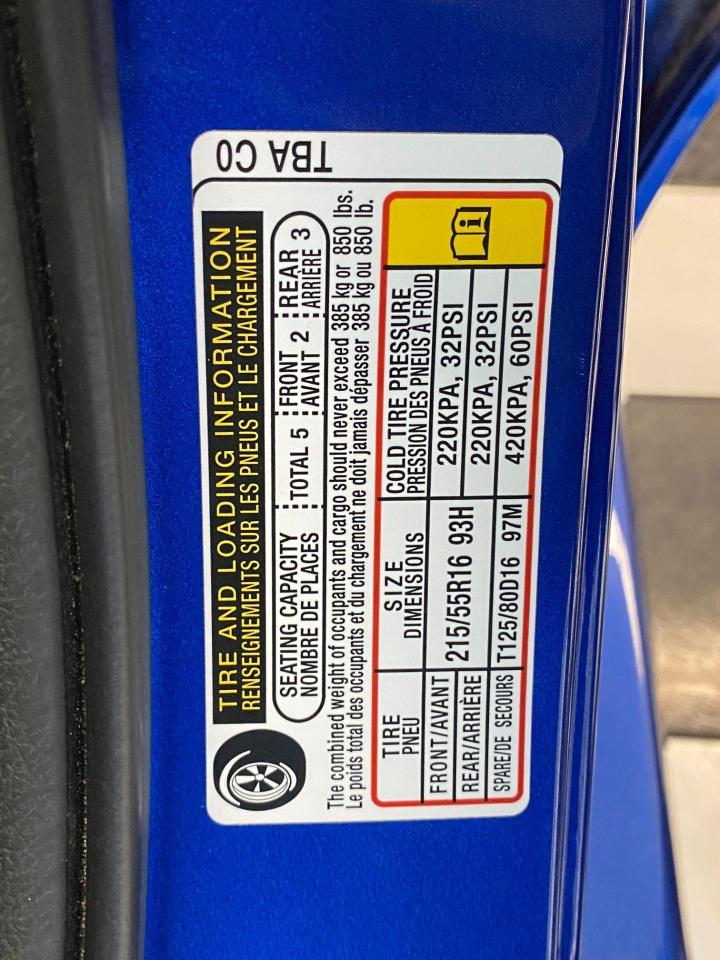 TIRE AND LOADING INFORMATION
RENSEIGNEMENTS SUR LES PNEUS ET LE CHARGEMENT
SEATING CAPACITY
NOMBRE DE PLACES
TOTAL 5
FRONT
AVANT 2
REAR
ARRIÈRE 3
The combined weight of occupants and cargo should never exceed 385 kg or 850 lbs.
Le poids total des occupants et du chargement ne doit jamais dépasser 385 kg ou 850 lb.
TIRE
PNEU
SIZE
DIMENSIONS
COLD TIRE PRESSURE
PRESSION DES PNEUS À FROID
FRONT/AVANT
215/55R16 93H
220KPA, 32PSI
REAR/ARRIÈRE
220KPA, 32PSI
SPARE/DE SECOURS
T125/80D16 97M
420KPA, 60PSI
TBA C0